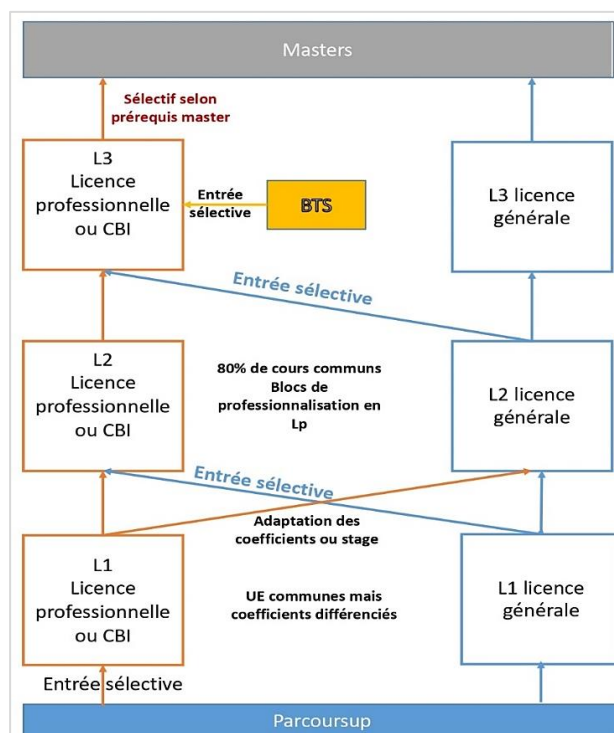 Masters
Sélectif selon
prérequis master
L3
Licence
professionnelle
ou CBI
Entrée
sélective
BTS
L3 licence
générale
Entrée sélective
L2
Licence
professionnelle
ou CBI
80% de cours communs
Blocs de
professionnalisation en
Lp
L2 licence
générale
Entrée sélective
Adaptation des
coefficients ou stage
L1
Licence
professionnelle
ou CBI
UE communes mais
coefficients différenciés
L1 licence
générale
Entrée sélective
Parcoursup